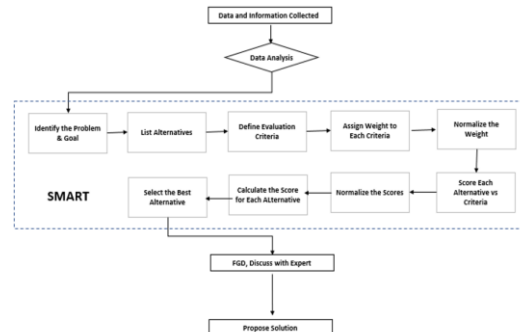 Data and Information Collected
Data Analysis
Identify the Problem
& Goal
List Alternatives
Define Evaluation
Criteria
Assign Weight to
Each Criteria
Normalize the
Weight
SMART
Select the Best
Alternative
Calculate the Score
for Each ALternative
Normalize the Scores
Score Each
Alternative vs
Criteria
FGD, Discuss with Expert
Propose Solution